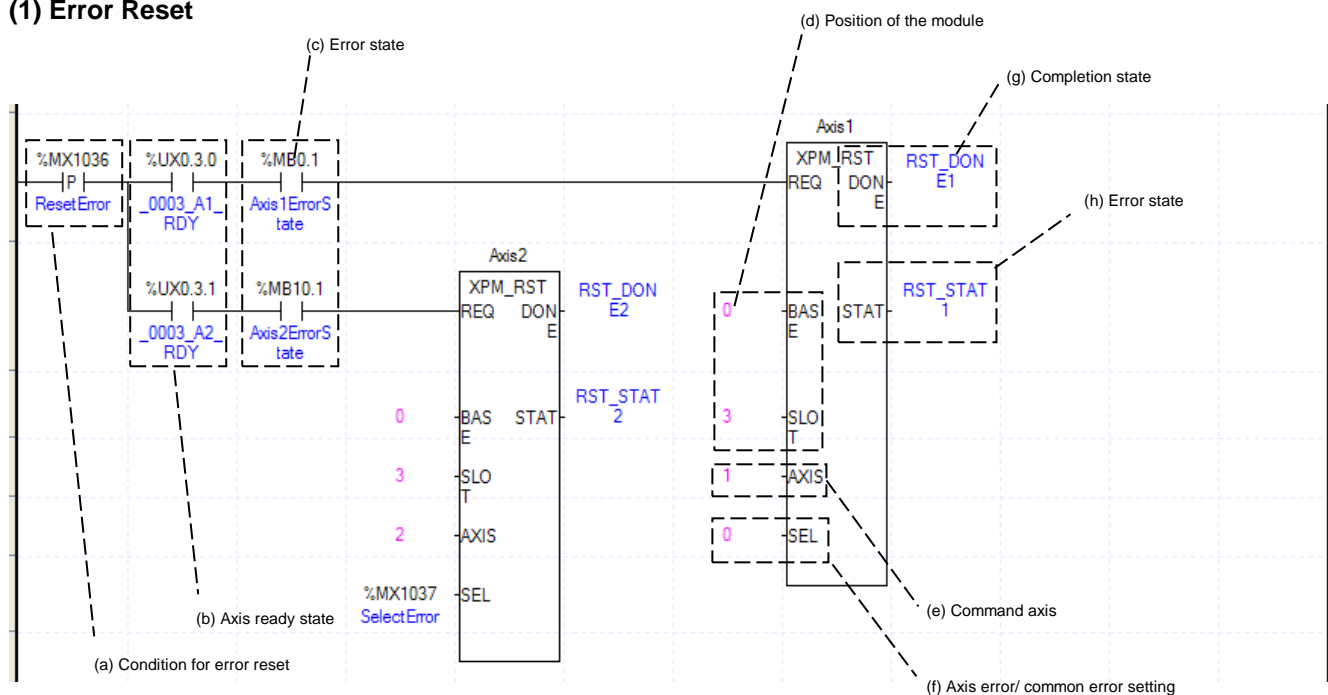 (1) Error Reset
(d) Position of the module
(c) Error state
(g) Completion state
Axis1
%MX1036
%UX0.3.0
%MB0.1
XPM_RST
RST_DON
E1
P
REQ
DON
E
ResetError
_0003_A1_
RDY
Axis1ErrorS
tate
(h) Error state
Axis2
%UX0.3.1
%MB10.1
XPM_RST
RST_DON
E2
REQ
DON
E
0
BAS
E
STAT
RST_STAT
1
_0003_A2_
RDY
Axis2ErrorS
tate
0
BAS
E
STAT
RST_STAT
2
3
SLO
T
3
SLO
T
1
AXIS
2
AXIS
0
SEL
%MX1037
SEL
SelectError
(b) Axis ready state
(e) Command axis
(a) Condition for error reset
(f) Axis error/ common error setting